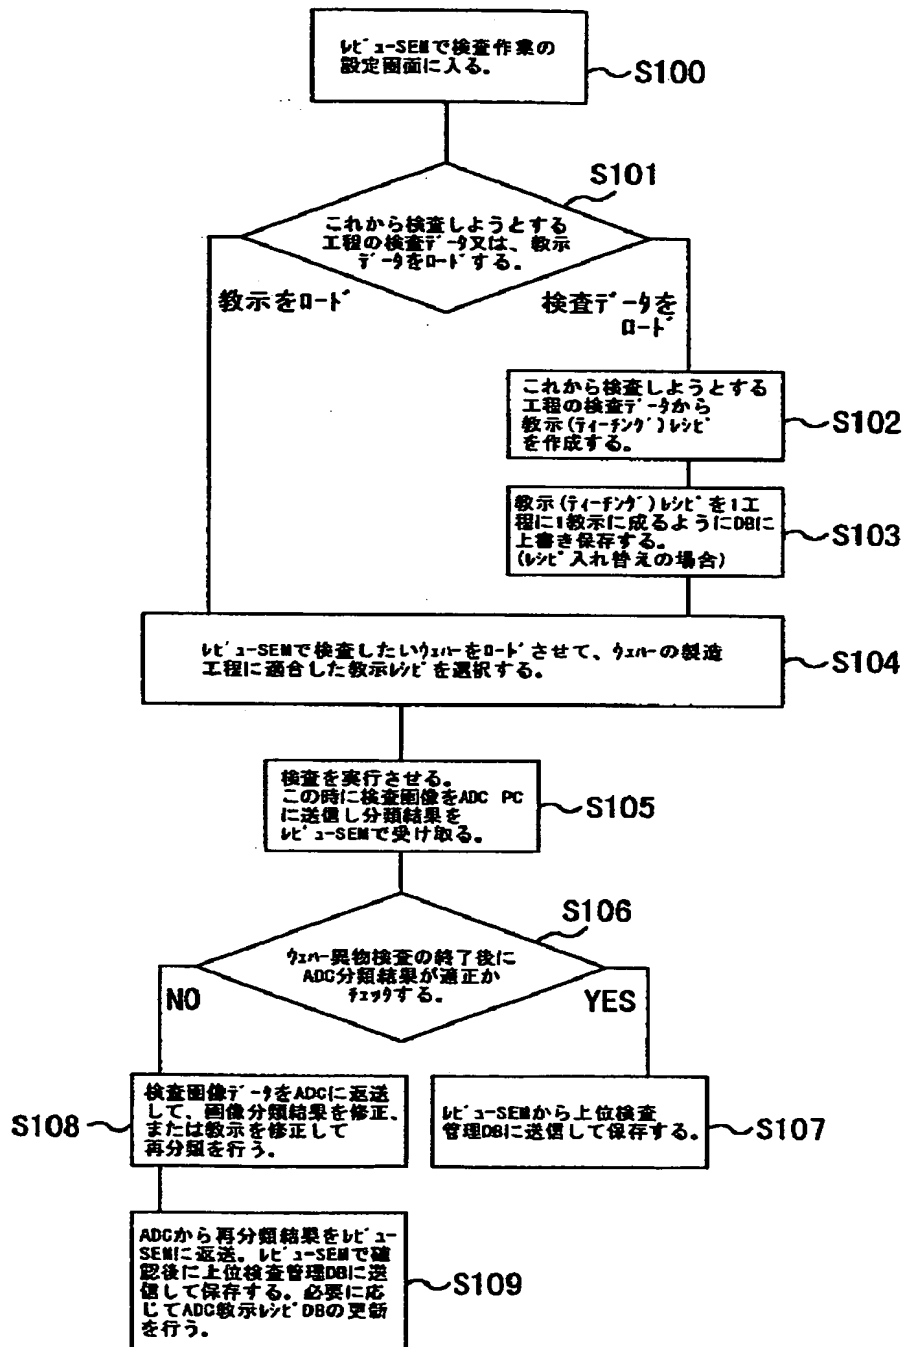 ﾚﾋﾞｭｰSEMで検査作業の
設定画面に入る。
S100
S101
これから検査しようとする
工程の検査ﾃﾞｰﾀ又は、教示
ﾃﾞｰﾀをﾛｰﾄﾞする。
教示をﾛｰﾄﾞ
検査データを
ﾛｰﾄﾞ
これから検査しようとする
工程の検査ﾃﾞｰﾀから
教示(ﾃｨｰﾁﾝｸﾞ)ﾚｼﾋﾟ
を作成する。
S102
教示(ﾃｨｰﾁﾝｸﾞ)ﾚｼﾋﾟを1工
程に1教示に成るようにDBに
上書き保存する。
(ﾚｼﾋﾟ入れ替えの場合)
S103
ﾚﾋﾞｭｰSEMで検査したいｳｪﾊｰをﾛｰﾄﾞさせて、ｳｪﾊｰの製造
工程に適合した教示ﾚｼﾋﾟを選択する。
S104
検査を実行させる。
この時に検査画像をADC PC
に送信し分類結果を
ﾚﾋﾞｭｰSEMで受け取る。
S105
S106
ｳｪﾊｰ異物検査の終了後に
ADC分類結果が適正か
ﾁｪｯｸする。
NO
YES
検査画像データをADCに返送
して、画像分類結果を修正、
または教示を修正して
再分類を行う。
S108
ﾚﾋﾞｭｰSEMから上位検査
管理DBに送信して保存する。
S107
ADCから再分類結果をﾚﾋﾞｭｰ
SEMに返送。ﾚﾋﾞｭｰSEMで確
認後に上位検査管理DBに送
信して保存する。必要に応
じてADC教示ﾚｼﾋﾟDBの更新
を行う。
S109